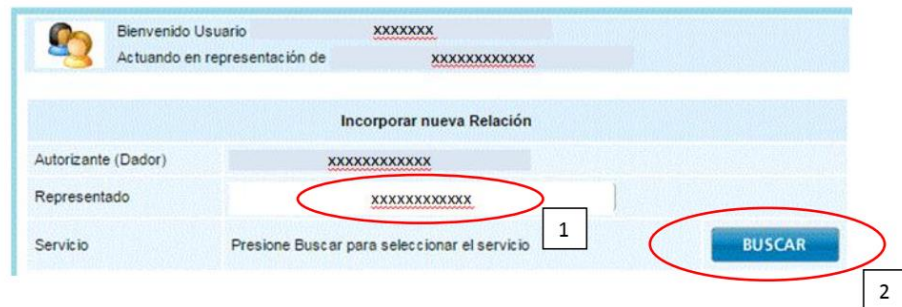 Bienvenido Usuario xxxxxxx
Actuando en representación de xxxxxxxxxxxx
Incorporar nueva Relación
Autorizante (Dador) xxxxxxxxxxxx
Representado xxxxxxxxxxxx
1
Servicio Presione Buscar para seleccionar el servicio BUSCAR
2